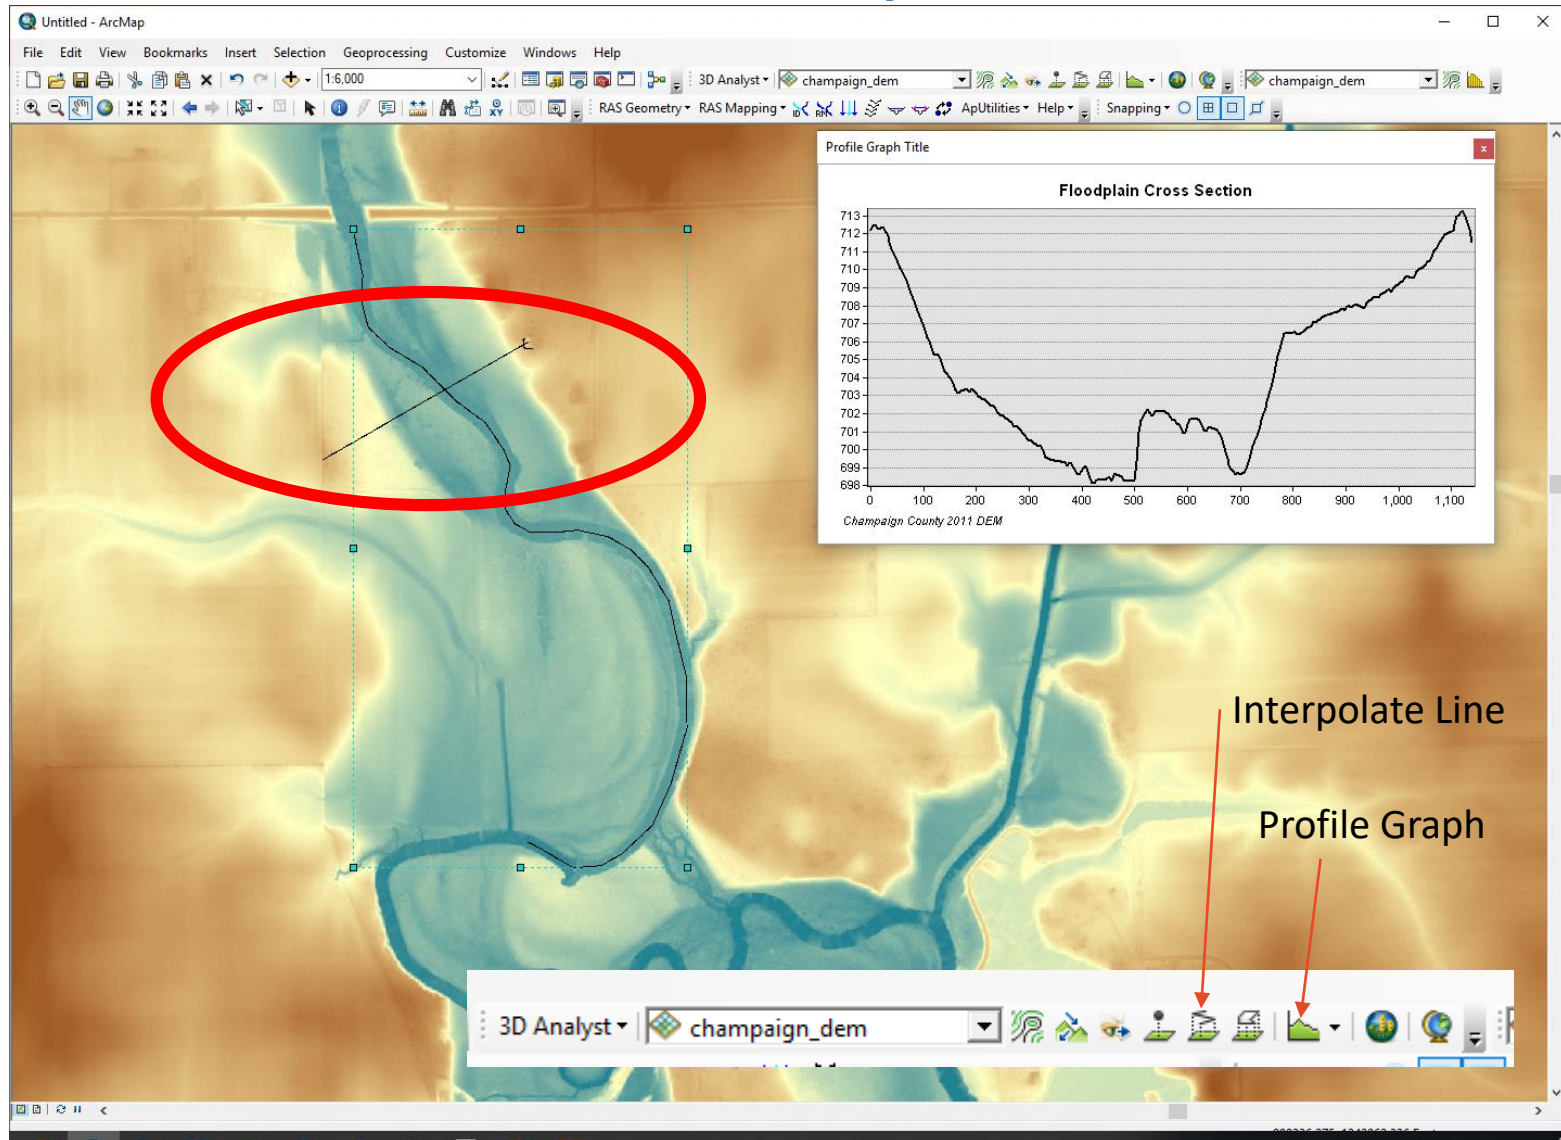 Untitled - ArcMap
File Edit View Bookmarks Insert Selection Geoprocessing Customize Windows Help
1:6,000 3D Analyst champaign_dem champaign_dem
RAS Geometry RAS Mapping ID RAS ApUtilities Help Snapping
Profile Graph Title
x
Floodplain Cross Section
713
712
711
710
709
708
707
706
705
704
703
702
701
700
699
698
0 100 200 300 400 500 600 700 800 900 1,000 1,100
Champaign County 2011 DEM
Interpolate Line
Profile Graph
3D Analyst champaign_dem